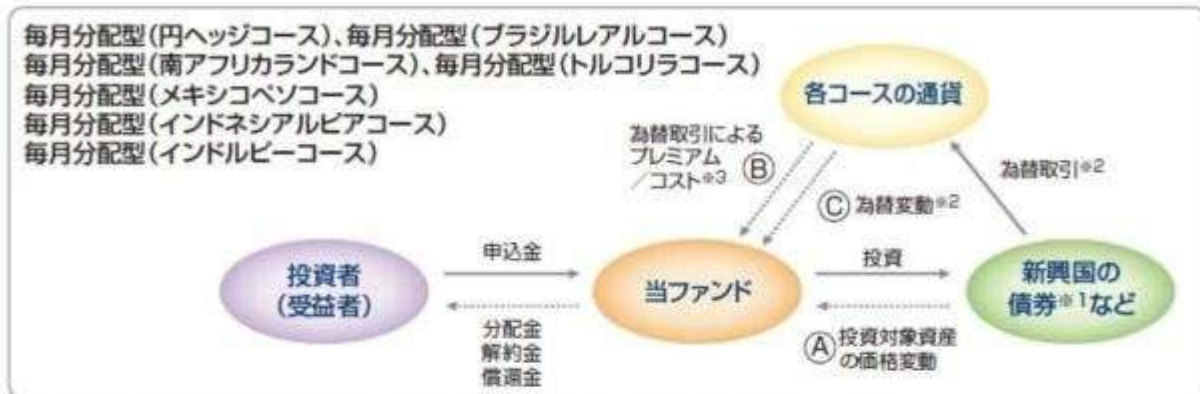 毎月分配型(円ヘッジコース)、毎月分配型(ブラジルレアルコース)
毎月分配型(南アフリカランドコース)、毎月分配型(トルコリラコース)
毎月分配型(メキシコペソコース)
毎月分配型(インドネシアルピアコース)
毎月分配型(インドルピーコース)
各コースの通貨
為替取引による
プレミアム
/コスト※3
Ⓑ
Ⓒ 為替変動※2
為替取引※2
投資者
(受益者)
申込金
分配金
解約金
償還金
当ファンド
投資
Ⓐ 投資対象資産
の価格変動
新興国の
債券※1など